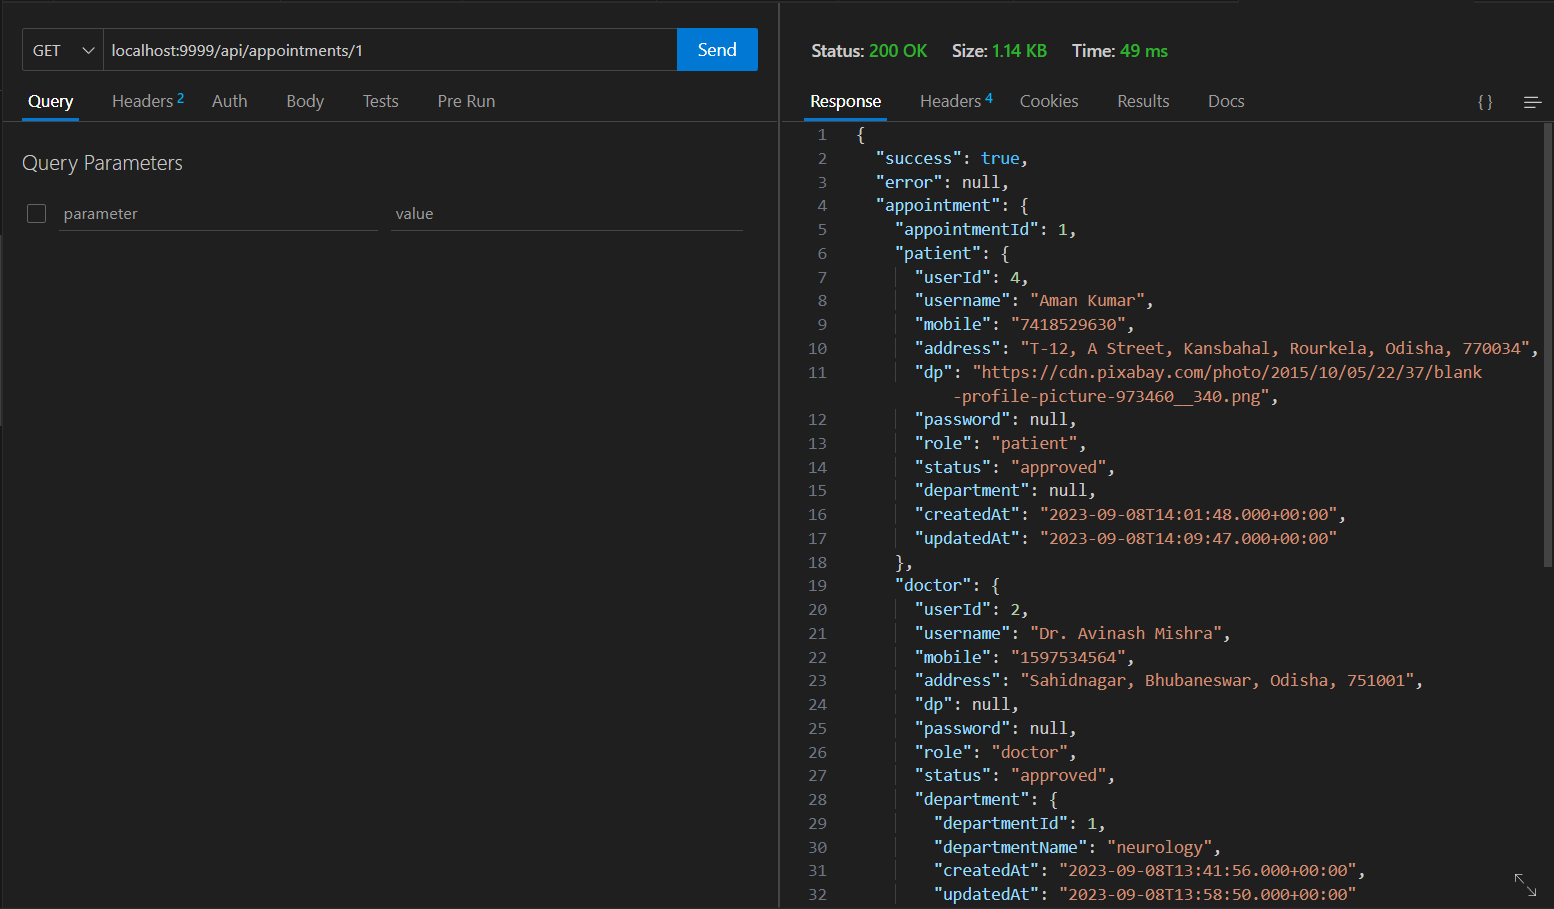 GET localhost:9999/api/appointments/1 Send
Query Headers 2 Auth Body Tests Pre Run
Query Parameters
parameter value
Status: 200 OK Size: 1.14 KB Time: 49 ms
Response Headers 4 Cookies Results Docs {}
1 {
2 "success": true,
3 "error": null,
4 "appointment": {
5 "appointmentId": 1,
6 "patient": {
7 "userId": 4,
8 "username": "Aman Kumar",
9 "mobile": "7418529630",
10 "address": "T-12, A Street, Kansbahal, Rourkela, Odisha, 770034",
11 "dp": "https://cdn.pixabay.com/photo/2015/10/05/22/37/blank
-profile-picture-973460__340.png",
12 "password": null,
13 "role": "patient",
14 "status": "approved",
15 "department": null,
16 "createdAt": "2023-09-08T14:01:48.000+00:00",
17 "updatedAt": "2023-09-08T14:09:47.000+00:00"
18 },
19 "doctor": {
20 "userId": 2,
21 "username": "Dr. Avinash Mishra",
22 "mobile": "1597534564",
23 "address": "Sahidnagar, Bhubaneswar, Odisha, 751001",
24 "dp": null,
25 "password": null,
26 "role": "doctor",
27 "status": "approved",
28 "department": {
29 "departmentId": 1,
30 "departmentName": "neurology",
31 "createdAt": "2023-09-08T13:41:56.000+00:00",
32 "updatedAt": "2023-09-08T13:58:50.000+00:00"